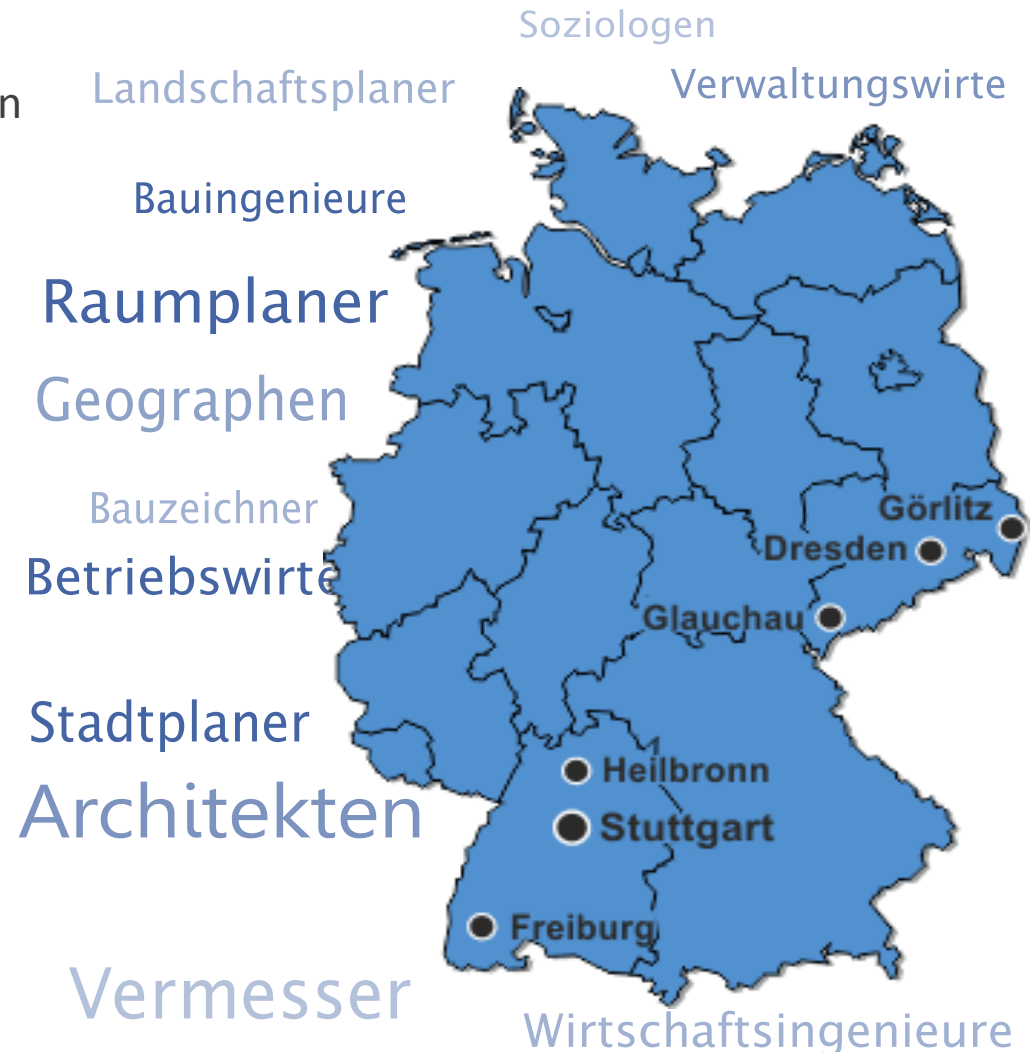 Soziologen
Verwaltungswirte
Landschaftsplaner
n
Bauingenieure
Raumplaner
Geographen
Bauzeichner
Görlitz
Dresden
Betriebswirte
Glauchau
Stadtplaner
Heilbronn
Architekten
Stuttgart
Freiburg
Vermesser
Wirtschaftsingenieure